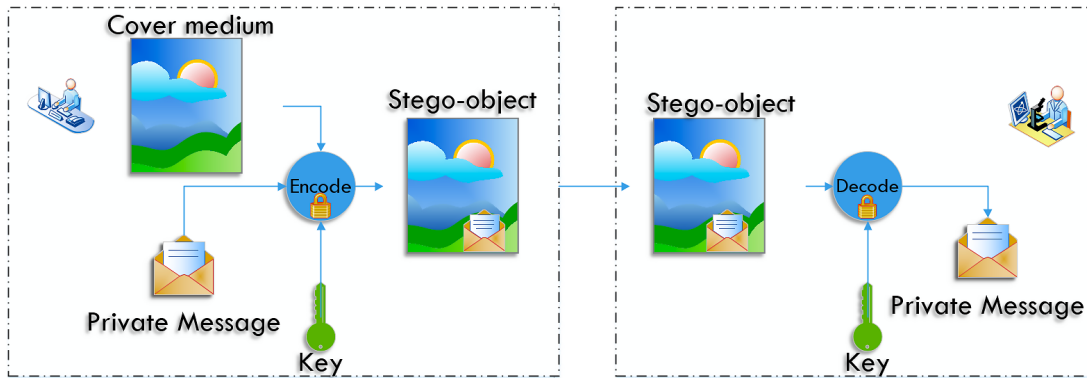 Cover medium
Stego-object
Encode
Private Message
Key
Stego-object
Decode
Private Message
Key